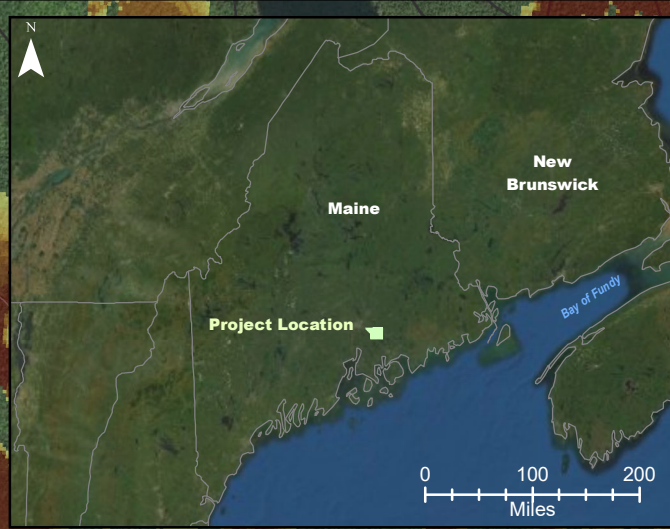 N
New
Brunswick
Maine
Bay of Fundy
Project Location
0 100 200
Miles